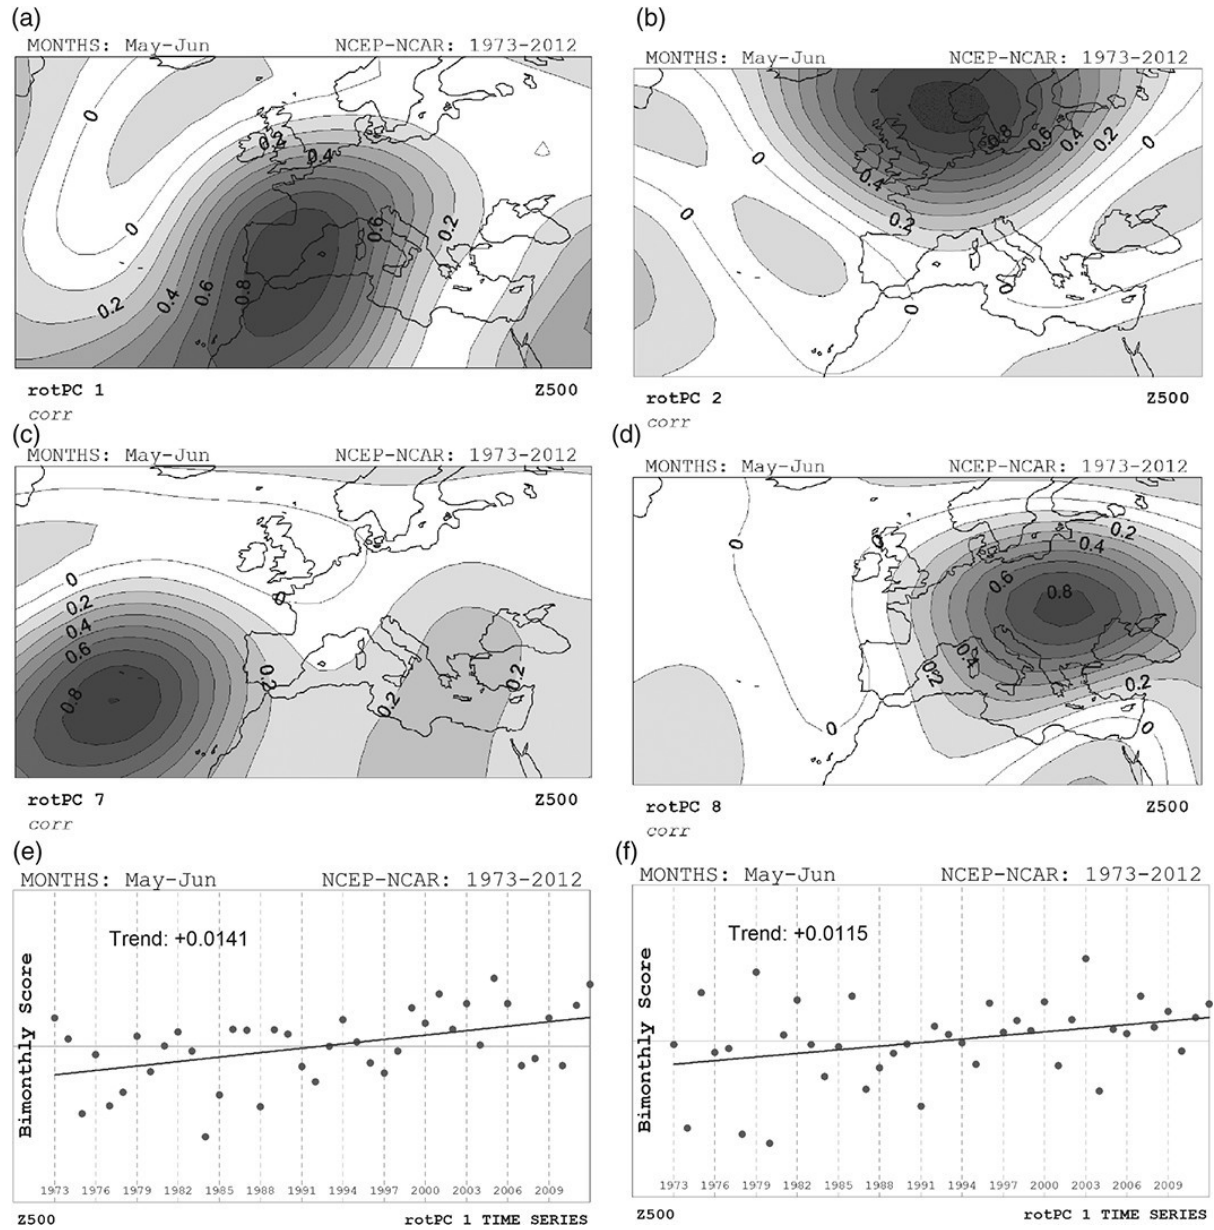 (a)
MONTHS: May-Jun NCEP-NCAR: 1973-2012
0
0.2
0.4
0
0.6
0.2
0.2
0.4
0.6
0.8
rotPC 1 Z500
corr
(b)
MONTHS: May-Jun NCEP-NCAR: 1973-2012
0.8
0.6
0.4
0.2
0
0
0.4
0
0.2
0
0
rotPC 2 Z500
corr
(c)
MONTHS: May-Jun NCEP-NCAR: 1973-2012
0
0.2
0
0.4
0.6
0.8
0.2
0.2
0.2
rotPC 7 Z500
corr
(d)
MONTHS: May-Jun NCEP-NCAR: 1973-2012
0
0
0.2
0.4
0.6
0.8
0.4
0.2
0.2
0
0
rotPC 8 Z500
corr
(e)
MONTHS: May-Jun NCEP-NCAR: 1973-2012
Trend: +0.0141
Bimonthly Score
1973 1976 1979 1982 1985 1988 1991 1994 1997 2000 2003 2006 2009
Z500 rotPC 1 TIME SERIES
(f)
MONTHS: May-Jun NCEP-NCAR: 1973-2012
Trend: +0.0115
Bimonthly Score
1973 1976 1979 1982 1985 1988 1991 1994 1997 2000 2003 2006 2009
Z500 rotPC 1 TIME SERIES